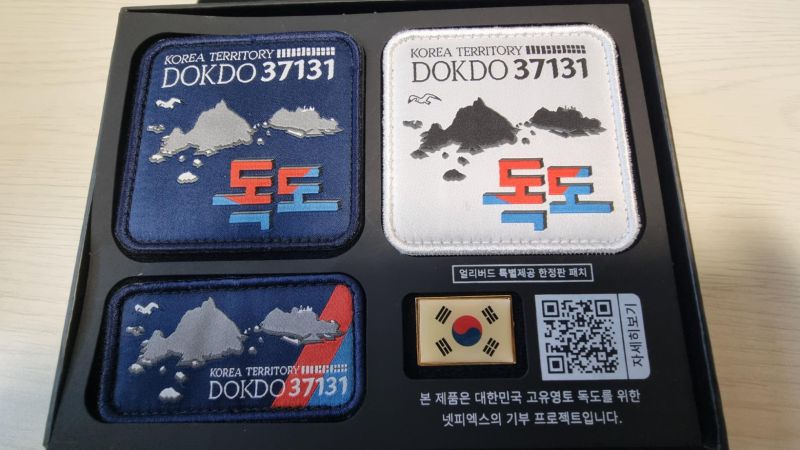 KOREA TERRITORY
DOKDO 37131
독도
KOREA TERRITORY
DOKDO 37131
독도
KOREA TERRITORY
DOKDO 37131
얼리버드 특별제공 한정판 패치
자세히보기
본 제품은 대한민국 고유영토 독도를 위한
넷피엑스의 기부 프로젝트입니다.